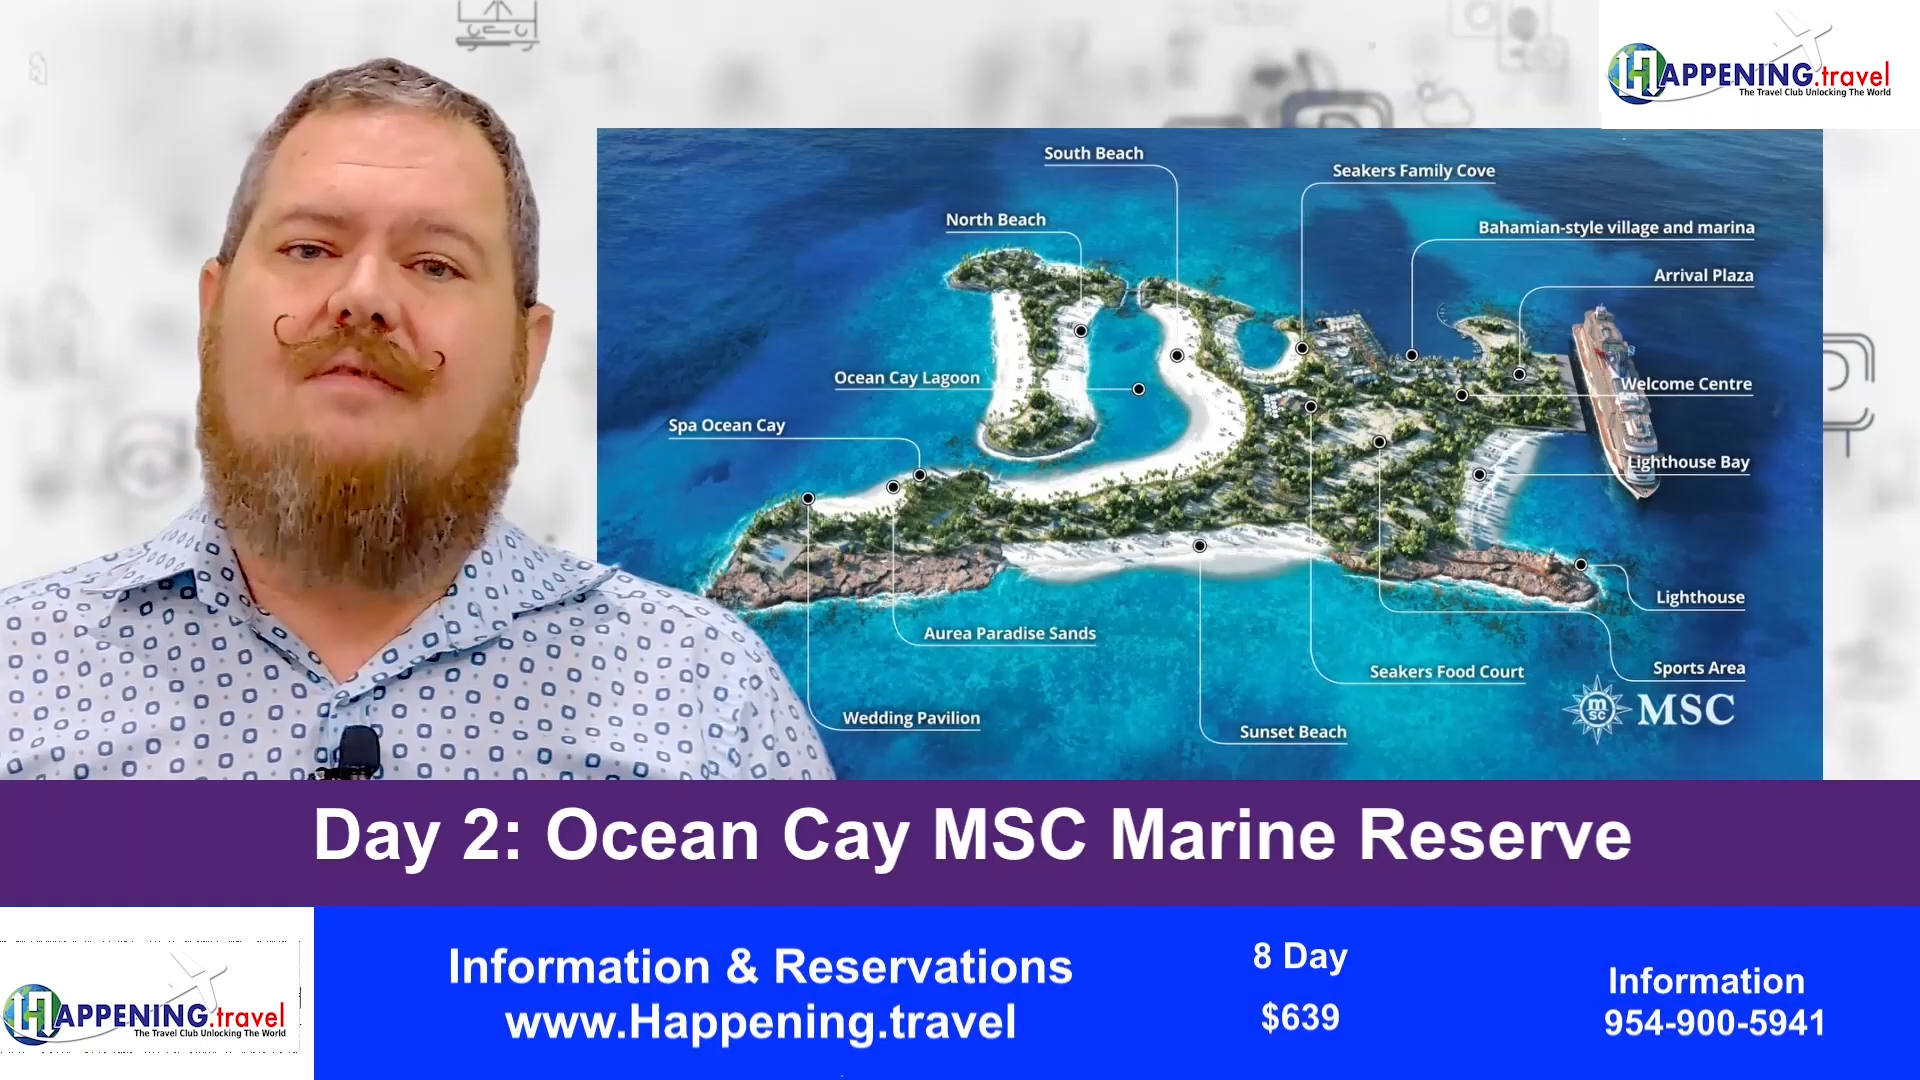 HAPPENING.travel
The Travel Club Unlocking The World
South Beach
Seakers Family Cove
North Beach
Bahamian-style village and marina
Arrival Plaza
Ocean Cay Lagoon
Welcome Centre
Spa Ocean Cay
Lighthouse Bay
Lighthouse
Aurea Paradise Sands
Seakers Food Court
Sports Area
Wedding Pavilion
Sunset Beach
m
sc
MSC
Day 2: Ocean Cay MSC Marine Reserve
HAPPENING.travel
The Travel Club Unlocking The World
Information & Reservations
www.Happening.travel
8 Day
$639
Information
954-900-5941